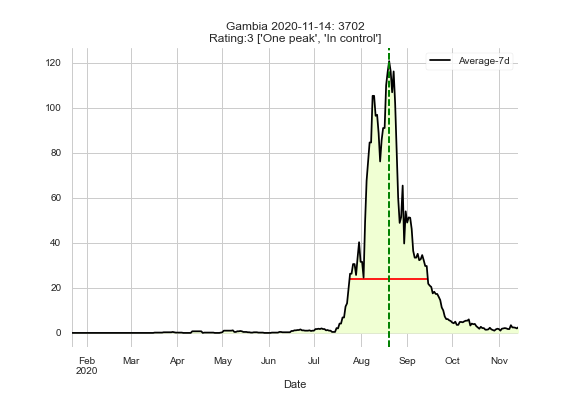 Gambia 2020-11-14: 3702
Rating:3 ['One peak', 'In control']
Average-7d
120
100
80
60
40
20
0
Feb Mar Apr May Jun Jul Aug Sep Oct Nov
2020
Date